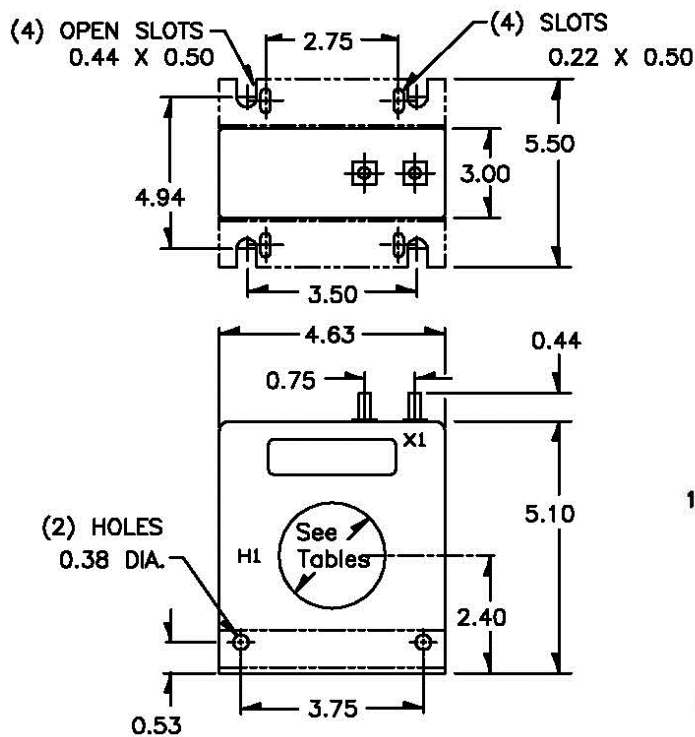 (4) OPEN SLOTS
0.44 X 0.50
2.75
(4) SLOTS
0.22 X 0.50
4.94
3.00
5.50
3.50
4.63
0.44
0.75
X1
(2) HOLES
0.38 DIA.
H1
See
Tables
5.10
1
2.40
0.53
3.75